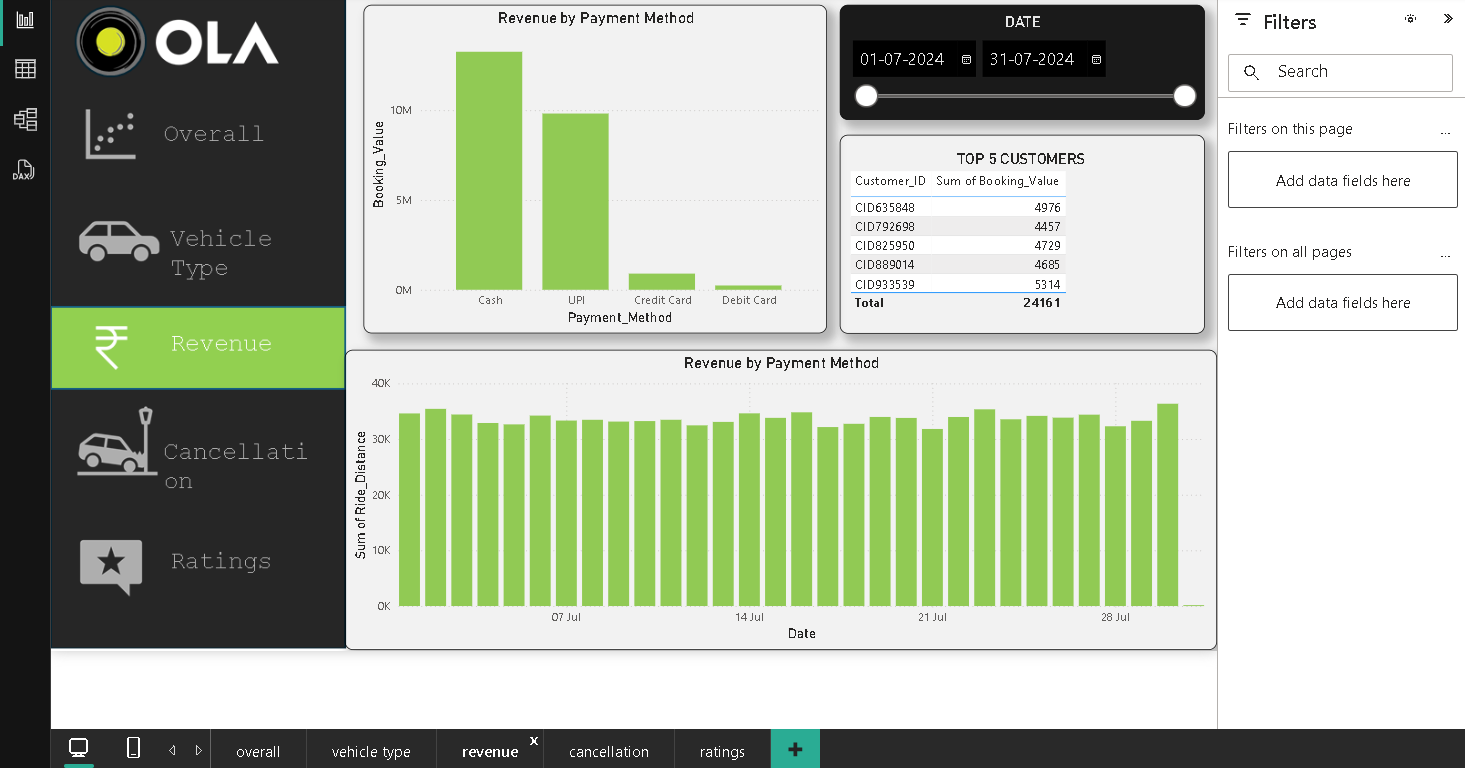 OLA
Overall
Vehicle
Type
Revenue
Cancellati
on
Ratings
Revenue by Payment Method
Booking_Value
10M
5M
0M
Cash UPI Credit Card Debit Card
Payment_Method
DATE
01-07-2024 31-07-2024
TOP 5 CUSTOMERS
Customer_ID Sum of Booking_Value
CID635848 4976
CID792698 4457
CID825950 4729
CID889014 4685
CID933539 5314
Total 24161
Revenue by Payment Method
Sum of Ride_Distance
40K
30K
20K
10K
0K
07 Jul 14 Jul 21 Jul 28 Jul
Date
Filters
Search
Filters on this page ...
Add data fields here
Filters on all pages ...
Add data fields here
DAX
overall vehicle type revenue x cancellation ratings +